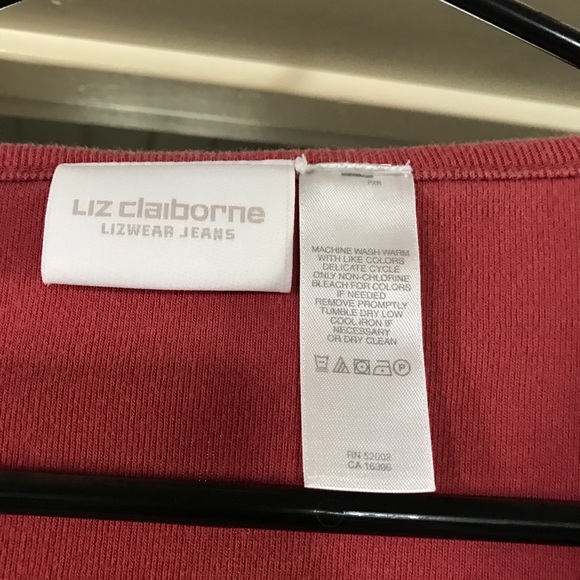 Liz claiborne
LIZWEAR JEANS
MACHINE WASH WARM
WITH LIKE COLORS
DELICATE CYCLE
ONLY NON-CHLORINE
BLEACH FOR COLORS
IF NEEDED
REMOVE PROMPTLY
TUMBLE DRY LOW
COOL IRON IF
NECESSARY
OR DRY CLEAN
P
RN 52002
CA 16396